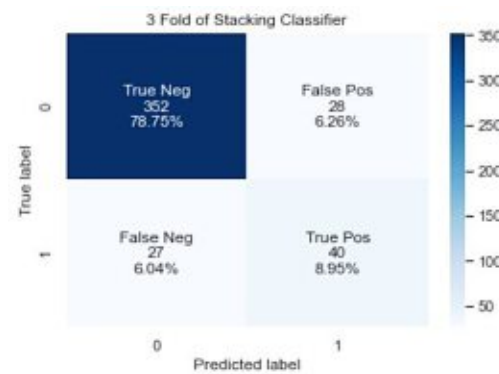 3 Fold of Stacking Classifier
True Neg
352
78.75%
False Pos
28
6.26%
False Neg
27
6.04%
True Pos
40
8.95%
0
1
True label
0
1
Predicted label
350
300
250
200
150
100
50